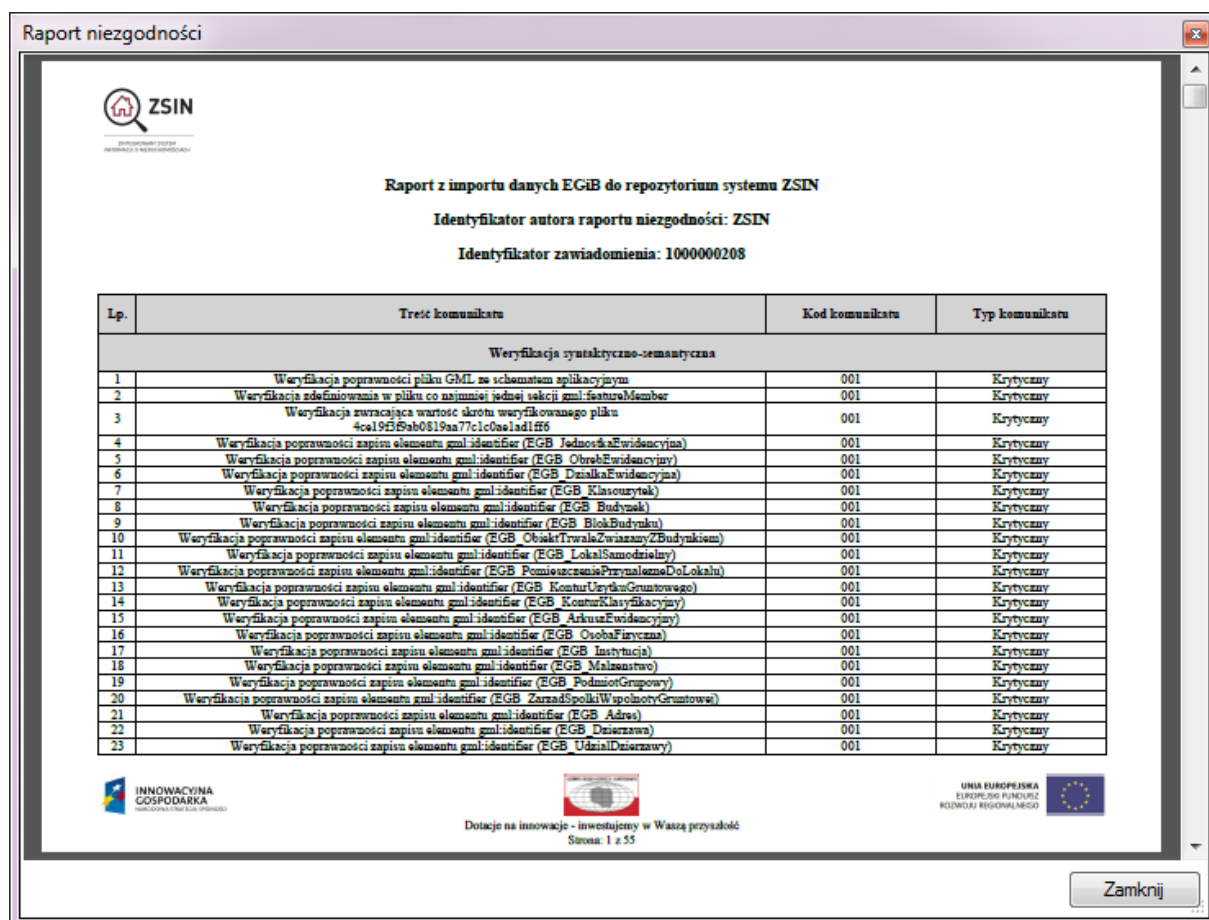 Raport niezgodności
ZSIN
ZINTEGROWANY SYSTEM
INFORMACJI O NIERUCHOMOŚCIACH
Raport z importu danych EGiB do repozytorium systemu ZSIN
Identyfikator autora raportu niezgodności: ZSIN
Identyfikator zawiadomienia: 1000000208
Lp. Treść komunikatu Kod komunikatu Typ komunikatu
Weryfikacja syntaktyczno-semantyczna
1 Weryfikacja poprawności pliku GML ze schematem aplikacyjnym 001 Krytyczny
2 Weryfikacja zdefiniowania w pliku co najmniej jednej sekcji gml:featureMember 001 Krytyczny
3 Weryfikacja zwracająca wartość skrótu weryfikowanego pliku 001 Krytyczny
4ce19f3f9ab0819aa77c1c0ae1ad1ff6
4 Weryfikacja poprawności zapisu elementu gml:identifier (EGB_JednostkaEwidencyjna) 001 Krytyczny
5 Weryfikacja poprawności zapisu elementu gml:identifier (EGB_ObrebEwidencyjny) 001 Krytyczny
6 Weryfikacja poprawności zapisu elementu gml:identifier (EGB_DzialkaEwidencyjna) 001 Krytyczny
7 Weryfikacja poprawności zapisu elementu gml:identifier (EGB_Klasouzytek) 001 Krytyczny
8 Weryfikacja poprawności zapisu elementu gml:identifier (EGB_Budynek) 001 Krytyczny
9 Weryfikacja poprawności zapisu elementu gml:identifier (EGB_BlokBudynku) 001 Krytyczny
10 Weryfikacja poprawności zapisu elementu gml:identifier (EGB_ObiektTrwaleZwiazanyZBudynkiem) 001 Krytyczny
11 Weryfikacja poprawności zapisu elementu gml:identifier (EGB_LokalSamodzielny) 001 Krytyczny
12 Weryfikacja poprawności zapisu elementu gml:identifier (EGB_PomieszczeniePrzynalezneDoLokalu) 001 Krytyczny
13 Weryfikacja poprawności zapisu elementu gml:identifier (EGB_KonturUzytkuGruntowego) 001 Krytyczny
14 Weryfikacja poprawności zapisu elementu gml:identifier (EGB_KonturKlasyfikacyjny) 001 Krytyczny
15 Weryfikacja poprawności zapisu elementu gml:identifier (EGB_ArkuszEwidencyjny) 001 Krytyczny
16 Weryfikacja poprawności zapisu elementu gml:identifier (EGB_OsobaFizyczna) 001 Krytyczny
17 Weryfikacja poprawności zapisu elementu gml:identifier (EGB_Instytucja) 001 Krytyczny
18 Weryfikacja poprawności zapisu elementu gml:identifier (EGB_Malzenstwo) 001 Krytyczny
19 Weryfikacja poprawności zapisu elementu gml:identifier (EGB_PodmiotGrupowy) 001 Krytyczny
20 Weryfikacja poprawności zapisu elementu gml:identifier (EGB_ZarzadSpolkiWspolnotyGruntowej) 001 Krytyczny
21 Weryfikacja poprawności zapisu elementu gml:identifier (EGB_Adres) 001 Krytyczny
22 Weryfikacja poprawności zapisu elementu gml:identifier (EGB_Dzierzawa) 001 Krytyczny
23 Weryfikacja poprawności zapisu elementu gml:identifier (EGB_UdzialDzierzawy) 001 Krytyczny
INNOWACYJNA
GOSPODARKA
NARODOWA STRATEGIA SPÓJNOŚCI
UNIA EUROPEJSKA
EUROPEJSKI FUNDUSZ
ROZWOJU REGIONALNEGO
Dotacje na innowacje - inwestujemy w Waszą przyszłość
Strona: 1 z 55
Zamknij